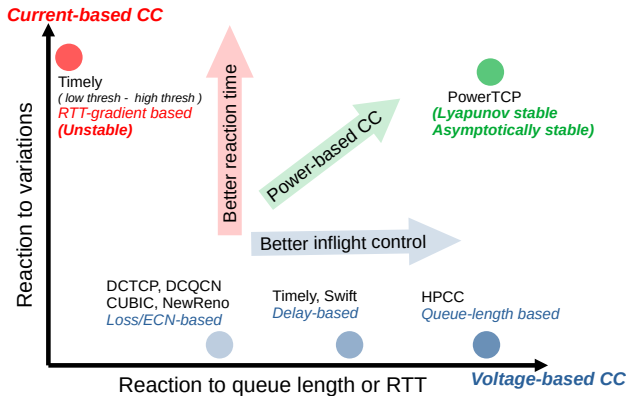 Current-based CC
Timely
( low thresh - high thresh )
RTT-gradient based
(Unstable)
Better reaction time
Power-based CC
PowerTCP
(Lyapunov stable
Asymptotically stable)
Reaction to variations
Better inflight control
DCTCP, DCQCN
CUBIC, NewReno
Loss/ECN-based
Timely, Swift
Delay-based
HPCC
Queue-length based
Reaction to queue length or RTT
Voltage-based CC